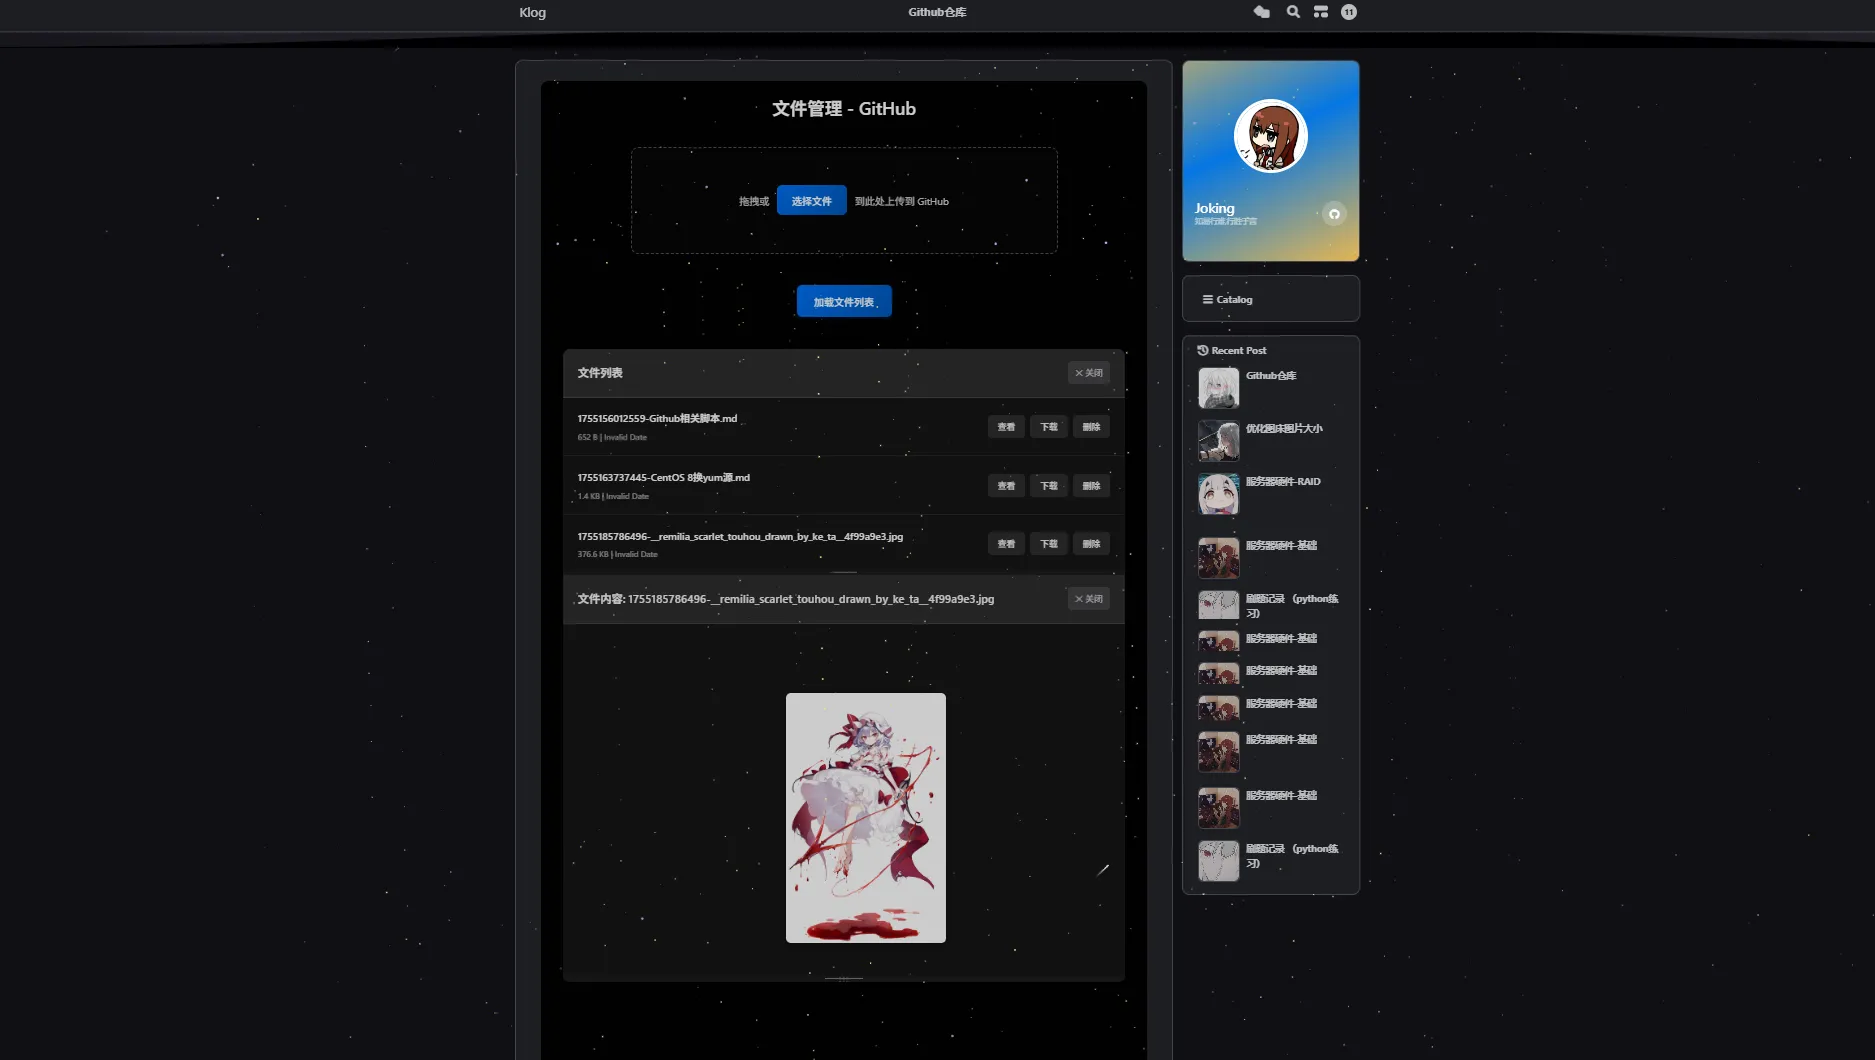 Klog
Github仓库
11
文件管理 - GitHub
拖拽或 选择文件 到此处上传到 GitHub
加载文件列表
文件列表
✕ 关闭
1755156012559-Github相关脚本.md
652 B | Invalid Date
查看 下载 删除
1755163737445-CentOS 8换yum源.md
1.4 KB | Invalid Date
查看 下载 删除
1755185786496-__remilia_scarlet_touhou_drawn_by_ke_ta__4f99a9e3.jpg
376.6 KB | Invalid Date
查看 下载 删除
文件内容: 1755185786496-__remilia_scarlet_touhou_drawn_by_ke_ta__4f99a9e3.jpg
✕ 关闭
Joking
Catalog
Recent Post
Github仓库
优化图床图片大小
服务器硬件-RAID
服务器硬件-基础
刷题记录 （python练
习）
服务器硬件-基础
服务器硬件-基础
服务器硬件-基础
服务器硬件-基础
服务器硬件-基础
刷题记录 （python练
习）